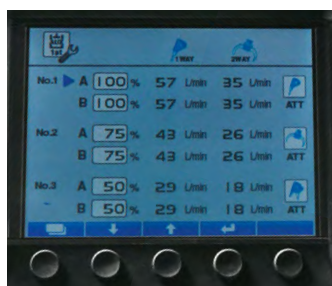 1st
1WAY 2WAY
No.1 A 100 % 57 L/min 35 L/min
B 100 % 57 L/min 35 L/min ATT
No.2 A 75 % 43 L/min 26 L/min
B 75 % 43 L/min 26 L/min ATT
No.3 A 50 % 29 L/min 18 L/min
B 50 % 29 L/min 18 L/min ATT